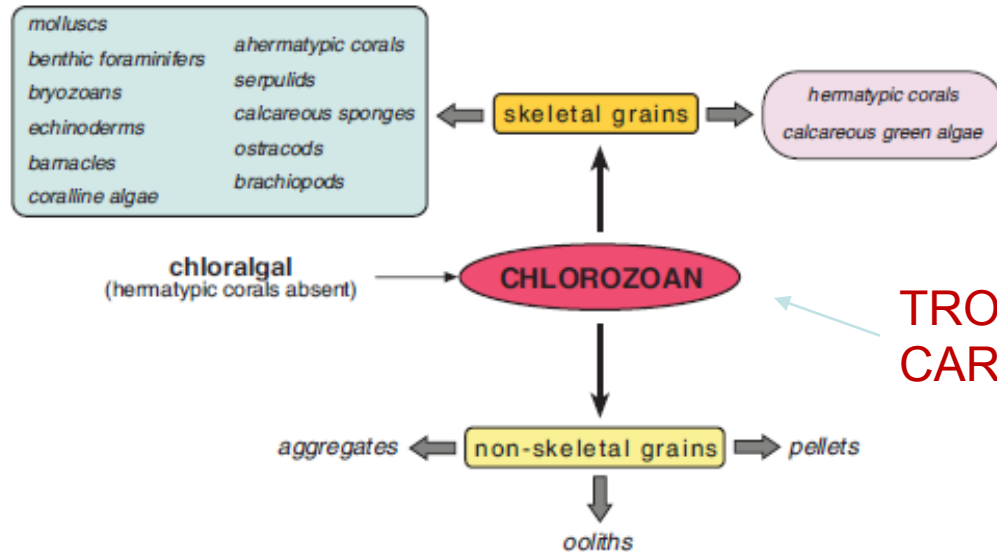 molluscs
benthic foraminifers
bryozoans
echinoderms
barnacles
coralline algae
ahermatypic corals
serpulids
calcareous sponges
ostracods
brachiopods
skeletal grains
hermatypic corals
calcareous green algae
chloralgal
(hermatypic corals absent)
CHLOROZOAN
TRO
CAR
aggregates
non-skeletal grains
pellets
ooliths